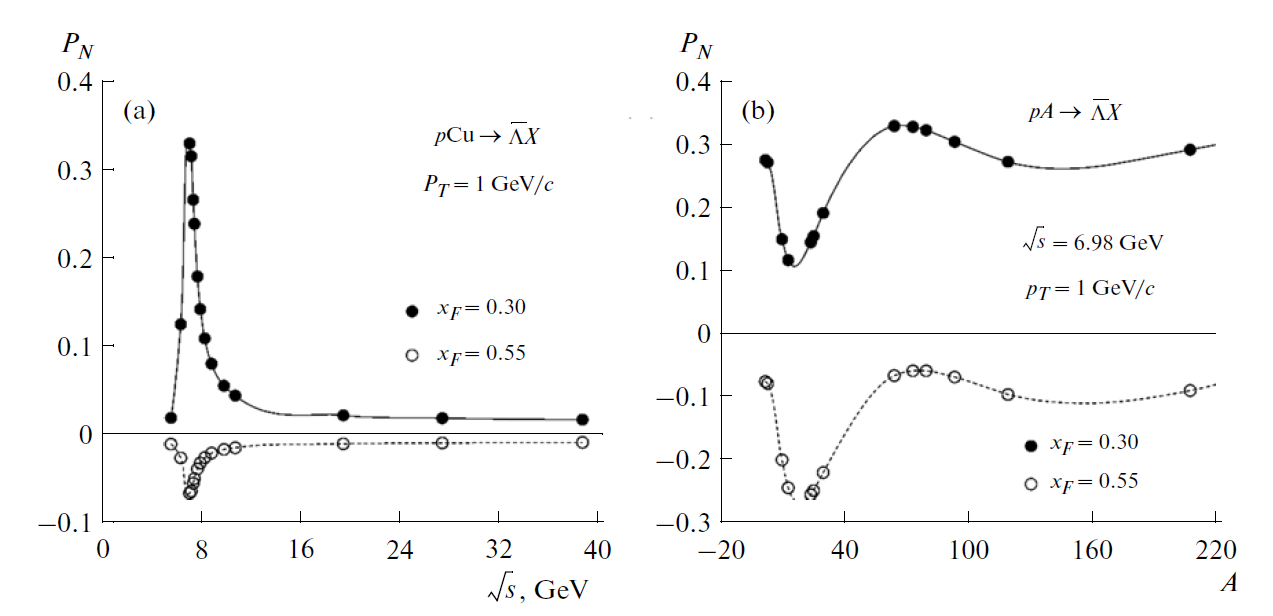 P_N
0.4
0.3
0.2
0.1
0
−0.1
0
8
16
24
32
40
√s, GeV
(a)
pCu → Λ̅X
P_T = 1 GeV/c
x_F = 0.30
x_F = 0.55
P_N
0.4
0.3
0.2
0.1
0
−0.1
−0.2
−0.3
−20
40
100
160
220
A
(b)
pA → Λ̅X
√s = 6.98 GeV
p_T = 1 GeV/c
x_F = 0.30
x_F = 0.55